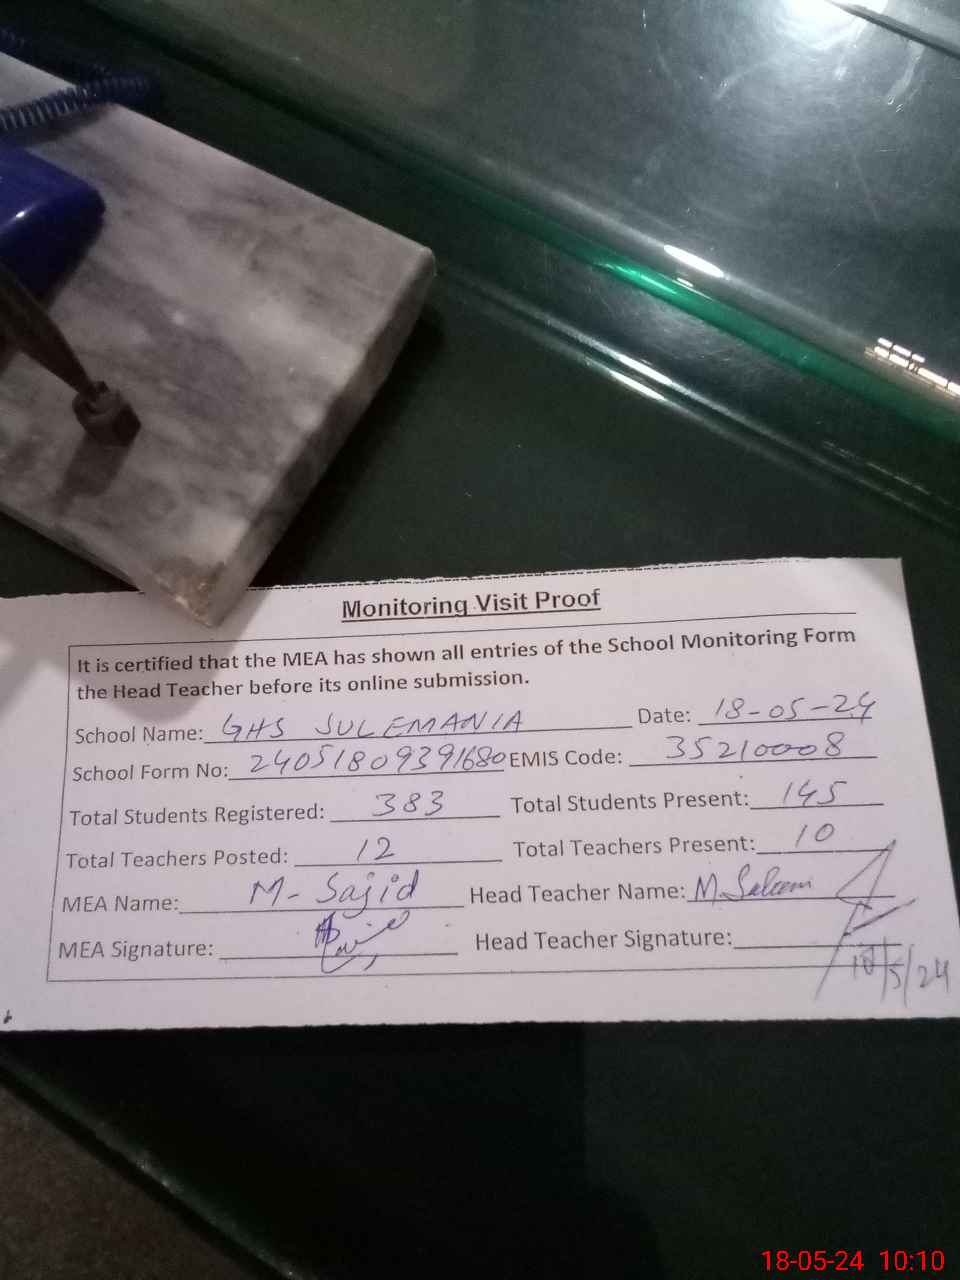 Monitoring Visit Proof
It is certified that the MEA has shown all entries of the School Monitoring Form
the Head Teacher before its online submission.
School Name: GHS SULEMANIA Date: 18-05-24
School Form No: 24051809391680 EMIS Code: 35210008
Total Students Registered: 383 Total Students Present: 145
Total Teachers Posted: 12 Total Teachers Present: 10
MEA Name: M- Sajid Head Teacher Name: M Saleem
MEA Signature: Head Teacher Signature:
18/5/24
18-05-24 10:10